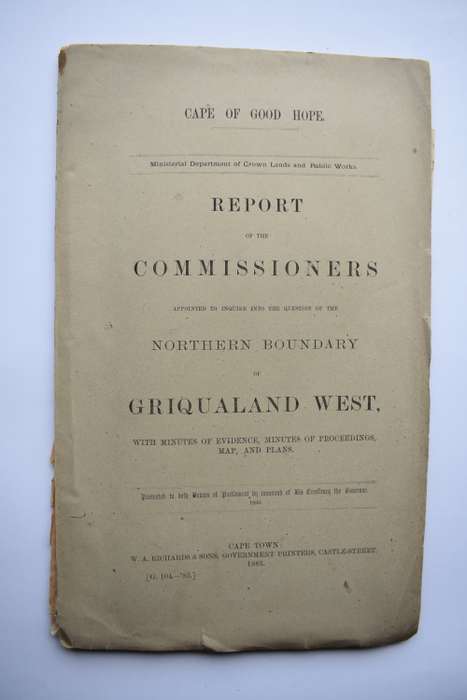 CAPE OF GOOD HOPE.
Ministerial Department of Crown Lands and Public Works.
REPORT
OF THE
COMMISSIONERS
APPOINTED TO INQUIRE INTO THE QUESTION OF THE
NORTHERN BOUNDARY
OF
GRIQUALAND WEST,
WITH MINUTES OF EVIDENCE, MINUTES OF PROCEEDINGS,
MAP, AND PLANS.
Presented to both Houses of Parliament by command of His Excellency the Governor.
CAPE TOWN:
W. A. RICHARDS & SONS, GOVERNMENT PRINTERS, CASTLE-STREET.